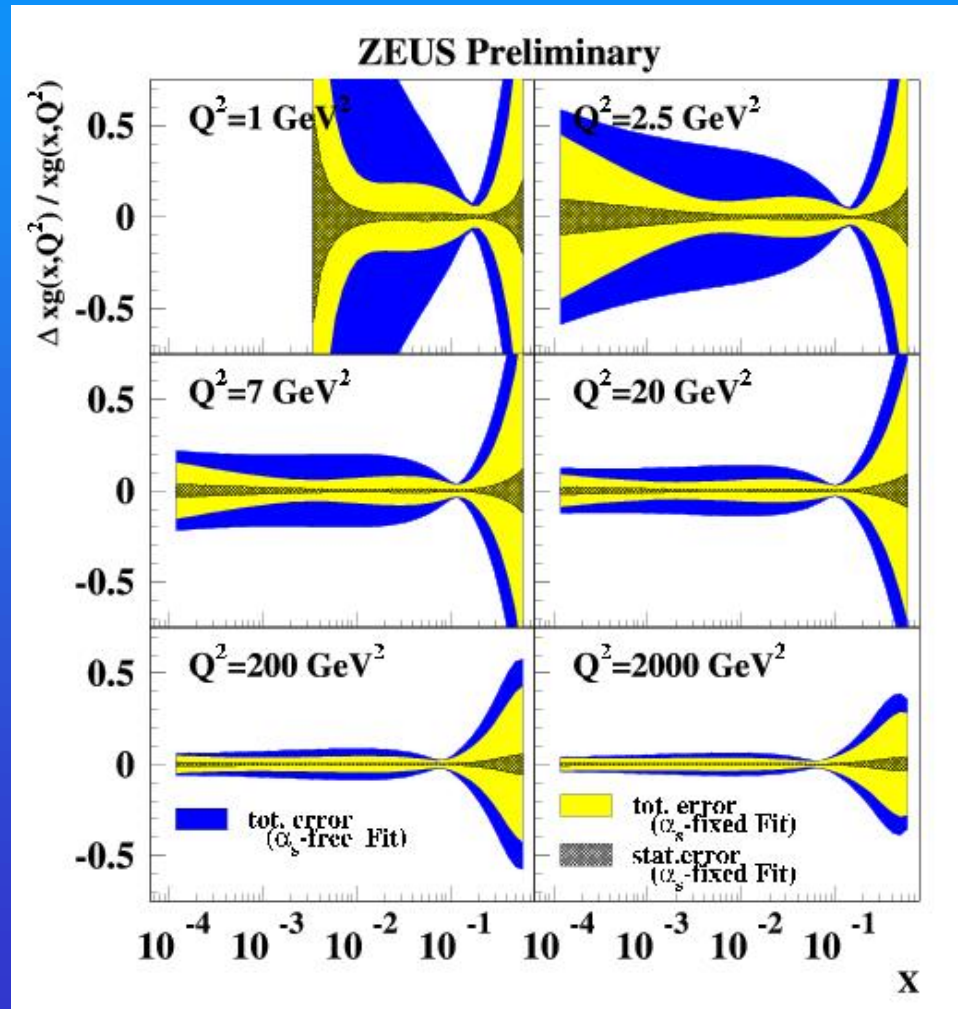 ZEUS Preliminary
Δ xg(x,Q²) / xg(x,Q²)
Q²=1 GeV²
Q²=2.5 GeV²
0.5
0
-0.5
Q²=7 GeV²
Q²=20 GeV²
0.5
0
-0.5
Q²=200 GeV²
Q²=2000 GeV²
0.5
0
-0.5
tot. error
(αₛ-free Fit)
tot. error
(αₛ-fixed Fit)
stat.error
(αₛ-fixed Fit)
10⁻⁴ 10⁻³ 10⁻² 10⁻¹ 10⁻⁴ 10⁻³ 10⁻² 10⁻¹
x